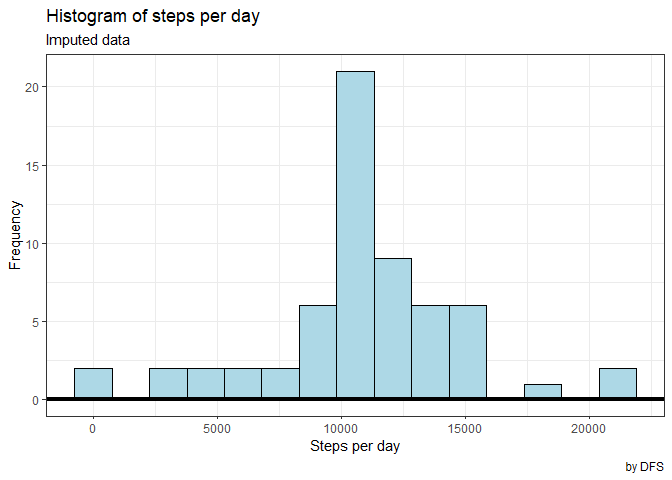 Histogram of steps per day
Imputed data
Frequency
20
15
10
5
0
0 5000 10000 15000 20000
Steps per day
by DFS